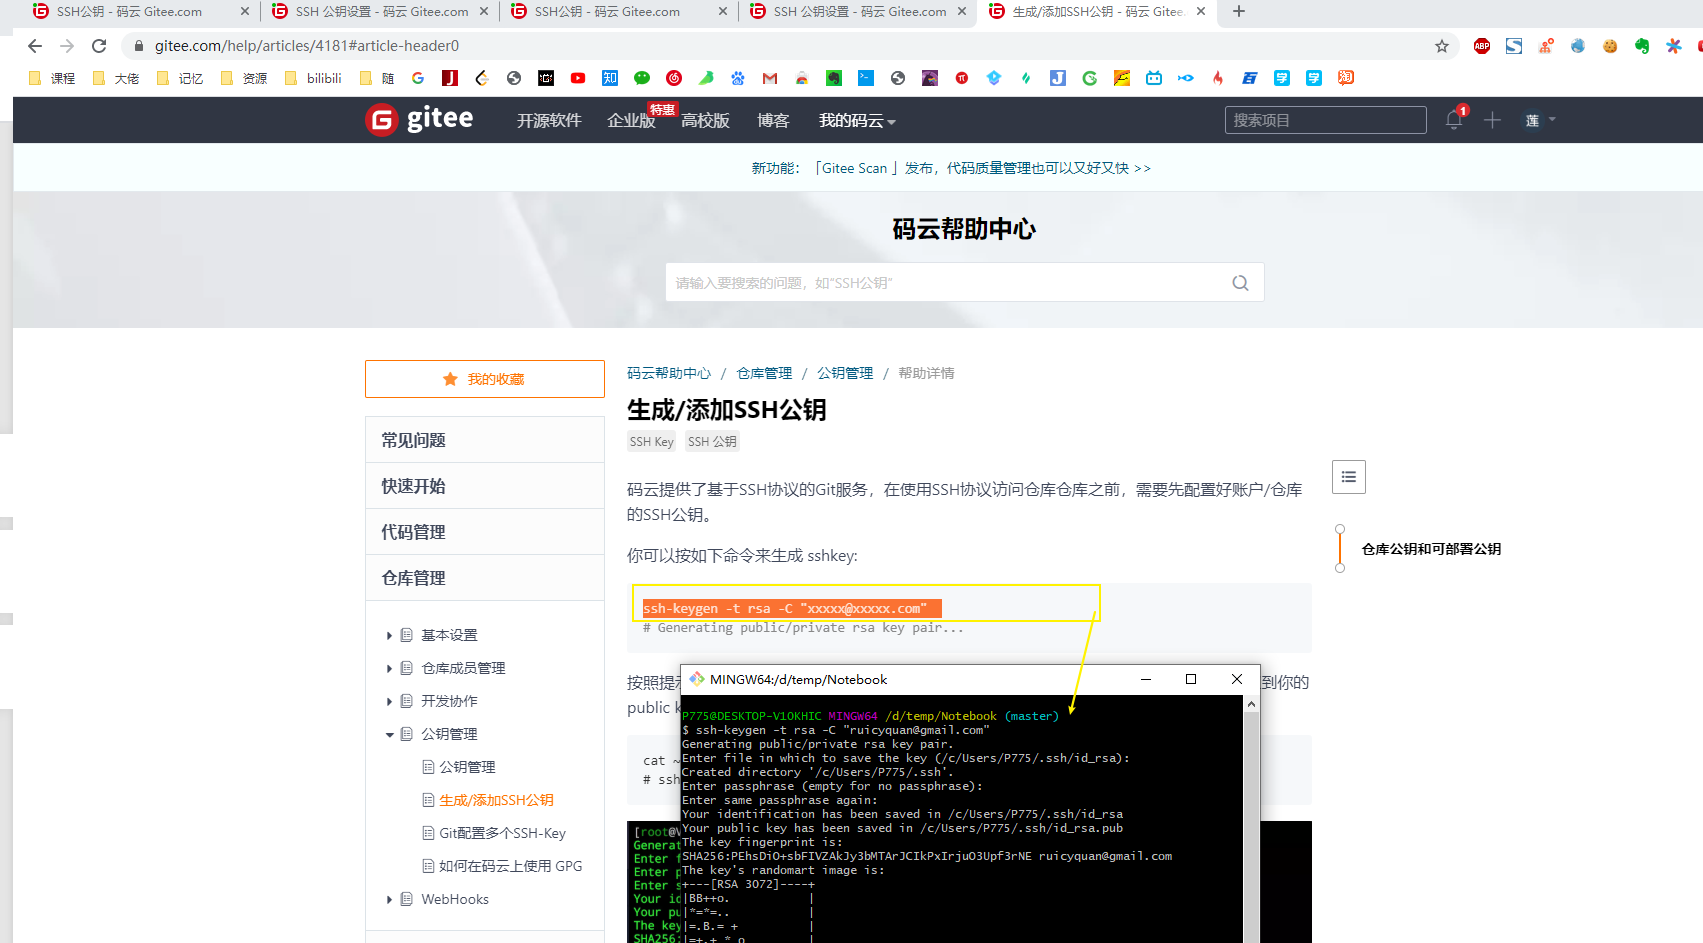 SSH公钥 - 码云 Gitee.com
SSH 公钥设置 - 码云 Gitee.com
SSH公钥 - 码云 Gitee.com
SSH 公钥设置 - 码云 Gitee.com
生成/添加SSH公钥 - 码云 Gitee.
gitee.com/help/articles/4181#article-header0
ABP
课程 大佬 记忆 资源 bilibili 随
gitee 开源软件 企业版 特惠 高校版 博客 我的码云 搜索项目 1 莲
新功能：「Gitee Scan 」发布，代码质量管理也可以又好又快 >>
码云帮助中心
请输入要搜索的问题，如“SSH公钥”
我的收藏
常见问题
快速开始
代码管理
仓库管理
基本设置
仓库成员管理
开发协作
公钥管理
公钥管理
生成/添加SSH公钥
Git配置多个SSH-Key
如何在码云上使用 GPG
WebHooks
码云帮助中心 / 仓库管理 / 公钥管理 / 帮助详情
生成/添加SSH公钥
SSH Key SSH 公钥
码云提供了基于SSH协议的Git服务，在使用SSH协议访问仓库仓库之前，需要先配置好账户/仓库
的SSH公钥。
你可以按如下命令来生成 sshkey:
ssh-keygen -t rsa -C "xxxxx@xxxxx.com"
# Generating public/private rsa key pair...
按照提 到你的
public k
cat ~
# ssh
仓库公钥和可部署公钥
MINGW64:/d/temp/Notebook
P775@DESKTOP-V1OKHIC MINGW64 /d/temp/Notebook (master)
$ ssh-keygen -t rsa -C "ruicyquan@gmail.com"
Generating public/private rsa key pair.
Enter file in which to save the key (/c/Users/P775/.ssh/id_rsa):
Created directory '/c/Users/P775/.ssh'.
Enter passphrase (empty for no passphrase):
Enter same passphrase again:
Your identification has been saved in /c/Users/P775/.ssh/id_rsa
Your public key has been saved in /c/Users/P775/.ssh/id_rsa.pub
The key fingerprint is:
SHA256:PEhsDiO+sbFIVZAkJy3bMTArJCIkPxIrjuO3Upf3rNE ruicyquan@gmail.com
The key's randomart image is:
+---[RSA 3072]----+
|BB++o. |
|*=*=.. |
|=.B.= + |
|=+.+ * o |
[root@
Generat
Enter f
Enter p
Enter s
Your id
Your pu
The key
SHA256: